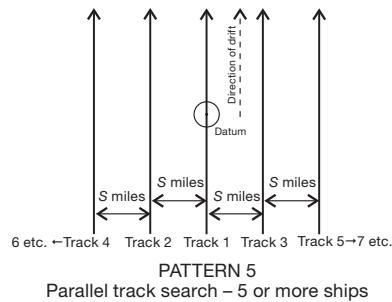 Direction of drift
Datum
S miles S miles
S miles S miles
6 etc. ←Track 4 Track 2 Track 1 Track 3 Track 5→7 etc.
PATTERN 5
Parallel track search – 5 or more ships